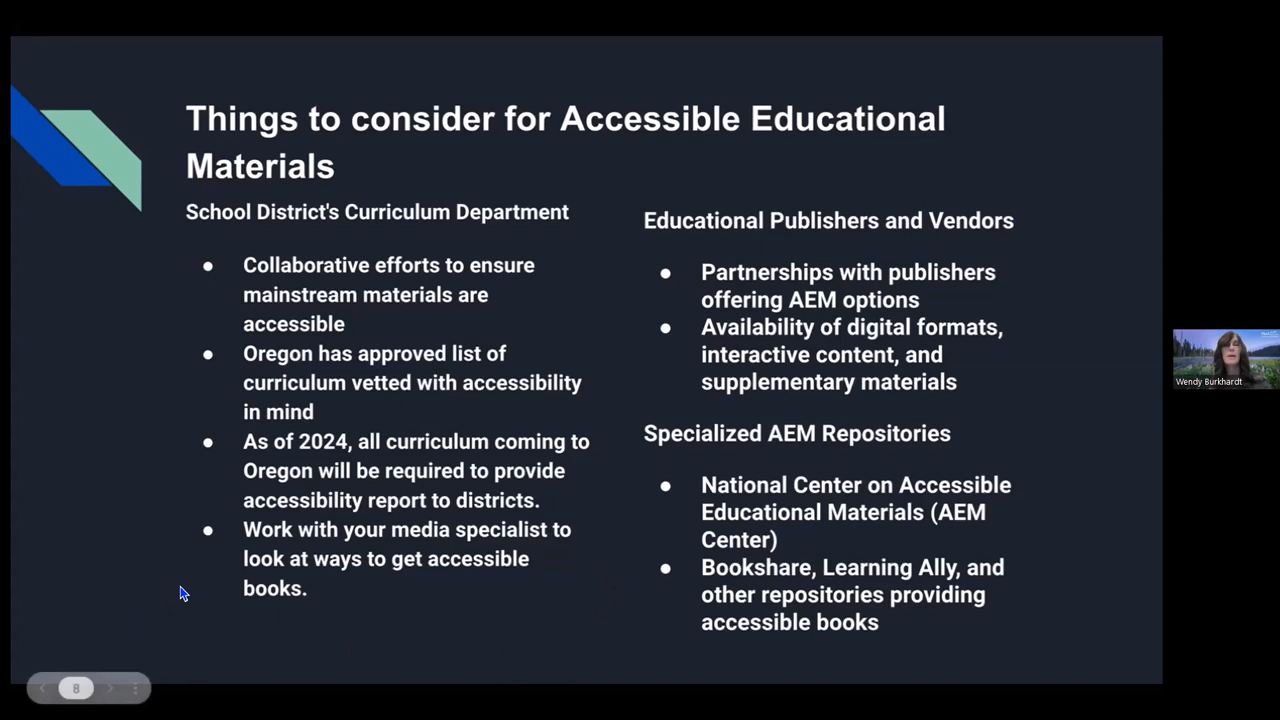 Things to consider for Accessible Educational
Materials
School District's Curriculum Department
Collaborative efforts to ensure
mainstream materials are
accessible
Oregon has approved list of
curriculum vetted with accessibility
in mind
As of 2024, all curriculum coming to
Oregon will be required to provide
accessibility report to districts.
Work with your media specialist to
look at ways to get accessible
books.
Educational Publishers and Vendors
Partnerships with publishers
offering AEM options
Availability of digital formats,
interactive content, and
supplementary materials
Specialized AEM Repositories
National Center on Accessible
Educational Materials (AEM
Center)
Bookshare, Learning Ally, and
other repositories providing
accessible books
Wendy Burkhardt
8